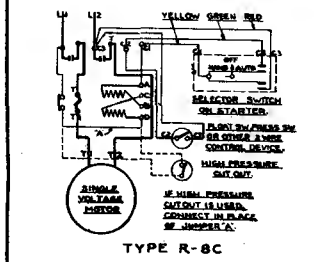 L1 L2
YELLOW GREEN RED
C3
OFF
HAND AUTO
SELECTOR SWITCH
ON STARTER.
FLOAT SW. PRESS SW.
OR OTHER 2 WIRE
CONTROL DEVICE.
"A"
HIGH PRESSURE
CUT OUT
T1 T2
SINGLE
VOLTAGE
MOTOR
IF HIGH PRESSURE
CUTOUT IS USED,
CONNECT IN PLACE
OF JUMPER "A".
TYPE R-8C